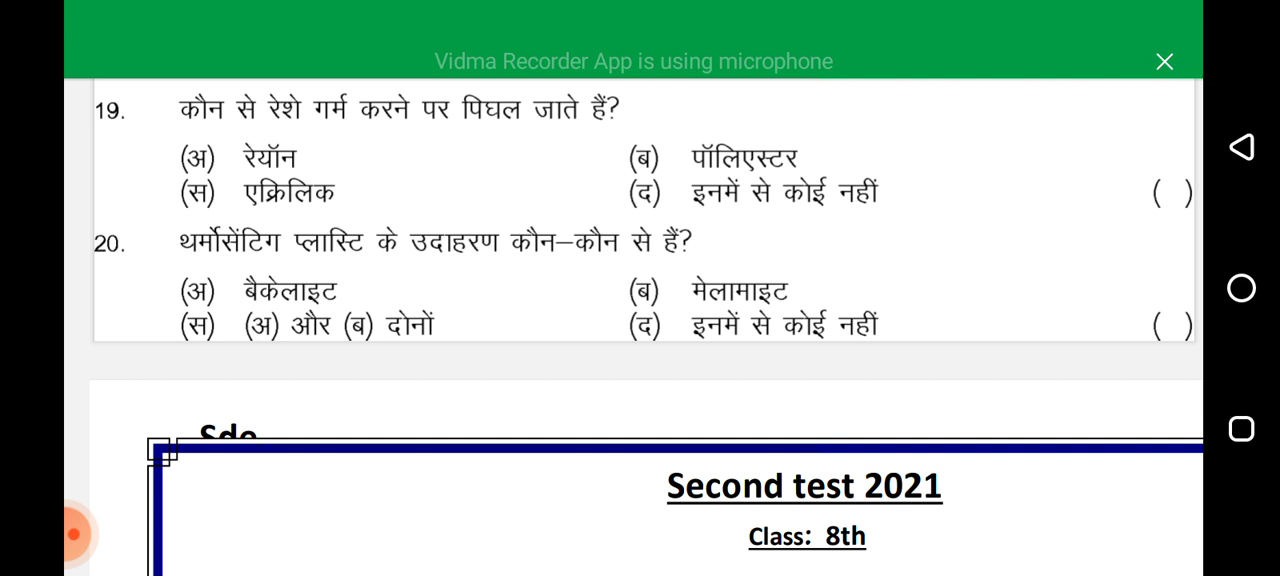 Vidma Recorder App is using microphone
19. कौन से रेशे गर्म करने पर पिघल जाते हैं?
(अ) रेयॉन (ब) पॉलिएस्टर
(स) एक्रिलिक (द) इनमें से कोई नहीं ( )
20. थर्मोसेंटिग प्लास्टि के उदाहरण कौन–कौन से हैं?
(अ) बैकेलाइट (ब) मेलामाइट
(स) (अ) और (ब) दोनों (द) इनमें से कोई नहीं ( )
Sdo
Second test 2021
Class: 8th